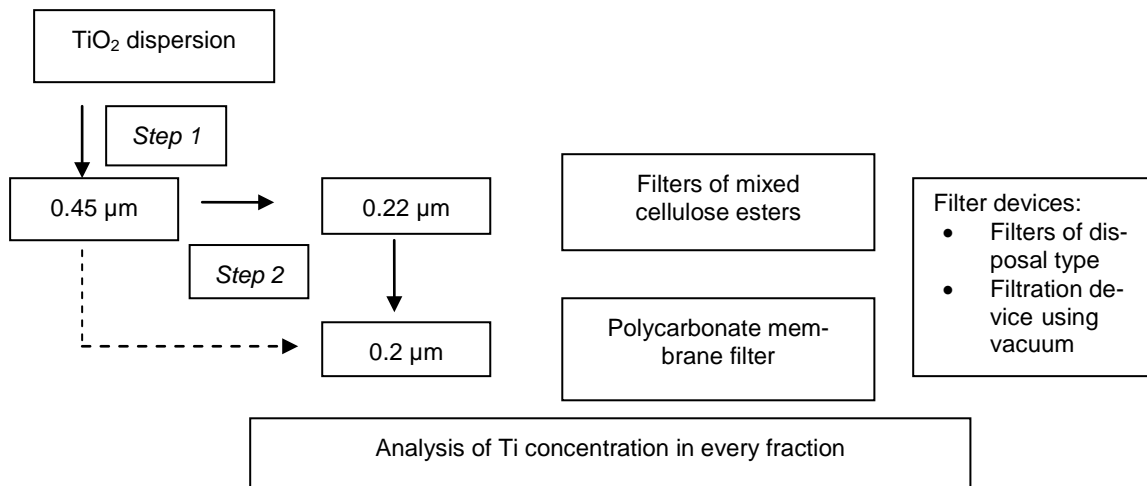 TiO₂ dispersion
Step 1
0.45 µm
0.22 µm
Step 2
0.2 µm
Filters of mixed
cellulose esters
Polycarbonate mem-
brane filter
Filter devices:
• Filters of dis-
posal type
• Filtration de-
vice using
vacuum
Analysis of Ti concentration in every fraction